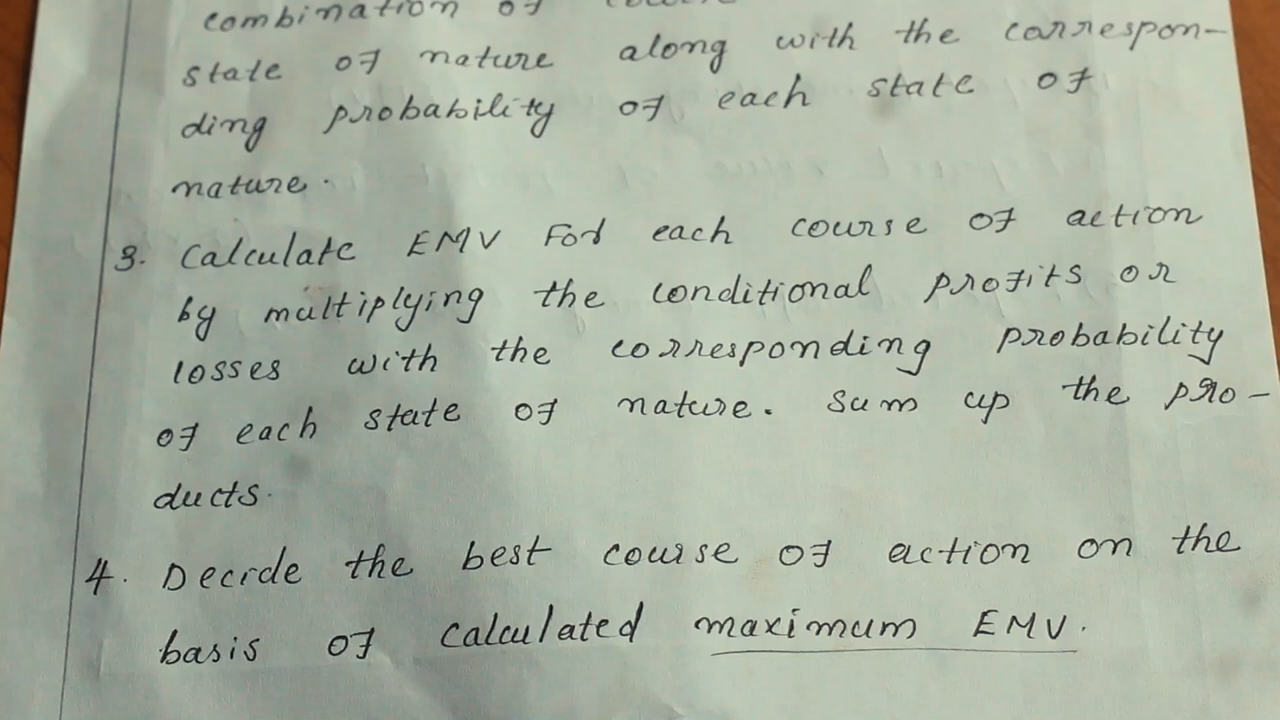 combination of
state of nature along with the correspon-
ding probability of each state of
nature.
3. Calculate EMV For each course of action
by multiplying the conditional profits or
losses with the corresponding probability
of each state of nature. Sum up the pro-
ducts.
4. Decide the best course of action on the
basis of calculated maximum EMV.